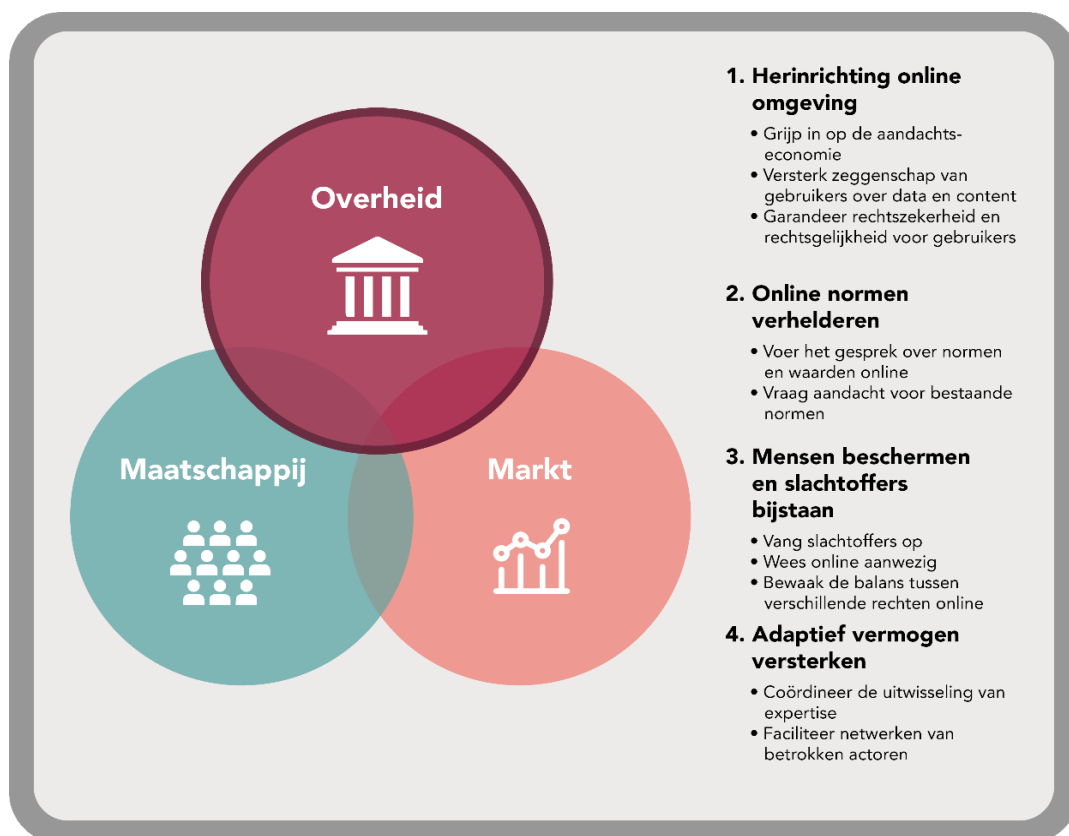 Overheid
Maatschappij
Markt
1. Herinrichting online
omgeving
• Grijp in op de aandachts-
economie
• Versterk zeggenschap van
gebruikers over data en content
• Garandeer rechtszekerheid en
rechtsgelijkheid voor gebruikers
2. Online normen
verhelderen
• Voer het gesprek over normen
en waarden online
• Vraag aandacht voor bestaande
normen
3. Mensen beschermen
en slachtoffers
bijstaan
• Vang slachtoffers op
• Wees online aanwezig
• Bewaak de balans tussen
verschillende rechten online
4. Adaptief vermogen
versterken
• Coördineer de uitwisseling van
expertise
• Faciliteer netwerken van
betrokken actoren